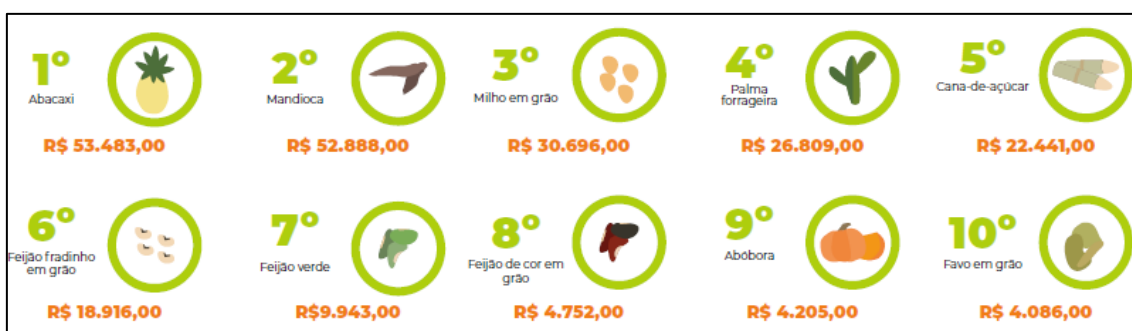 1º
Abacaxi
R$ 53.483,00
2º
Mandioca
R$ 52.888,00
3º
Milho em grão
R$ 30.696,00
4º
Palma
forrageira
R$ 26.809,00
5º
Cana-de-açúcar
R$ 22.441,00
6º
Feijão fradinho
em grão
R$ 18.916,00
7º
Feijão verde
R$9.943,00
8º
Feijão de cor em
grão
R$ 4.752,00
9º
Abóbora
R$ 4.205,00
10º
Favo em grão
R$ 4.086,00